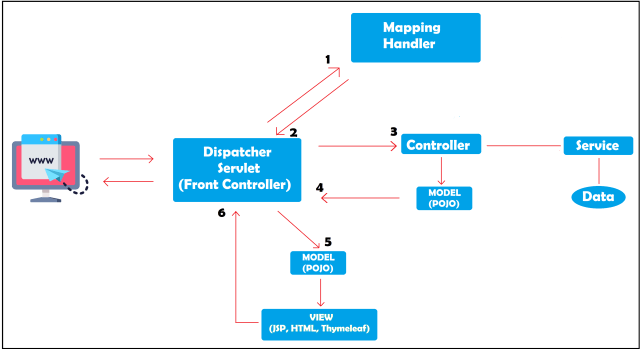 Mapping
Handler
1
2
3
www
Dispatcher
Servlet
(Front Controller)
Controller
Service
4
MODEL
(POJO)
Data
6
5
MODEL
(POJO)
VIEW
(JSP, HTML, Thymeleaf)